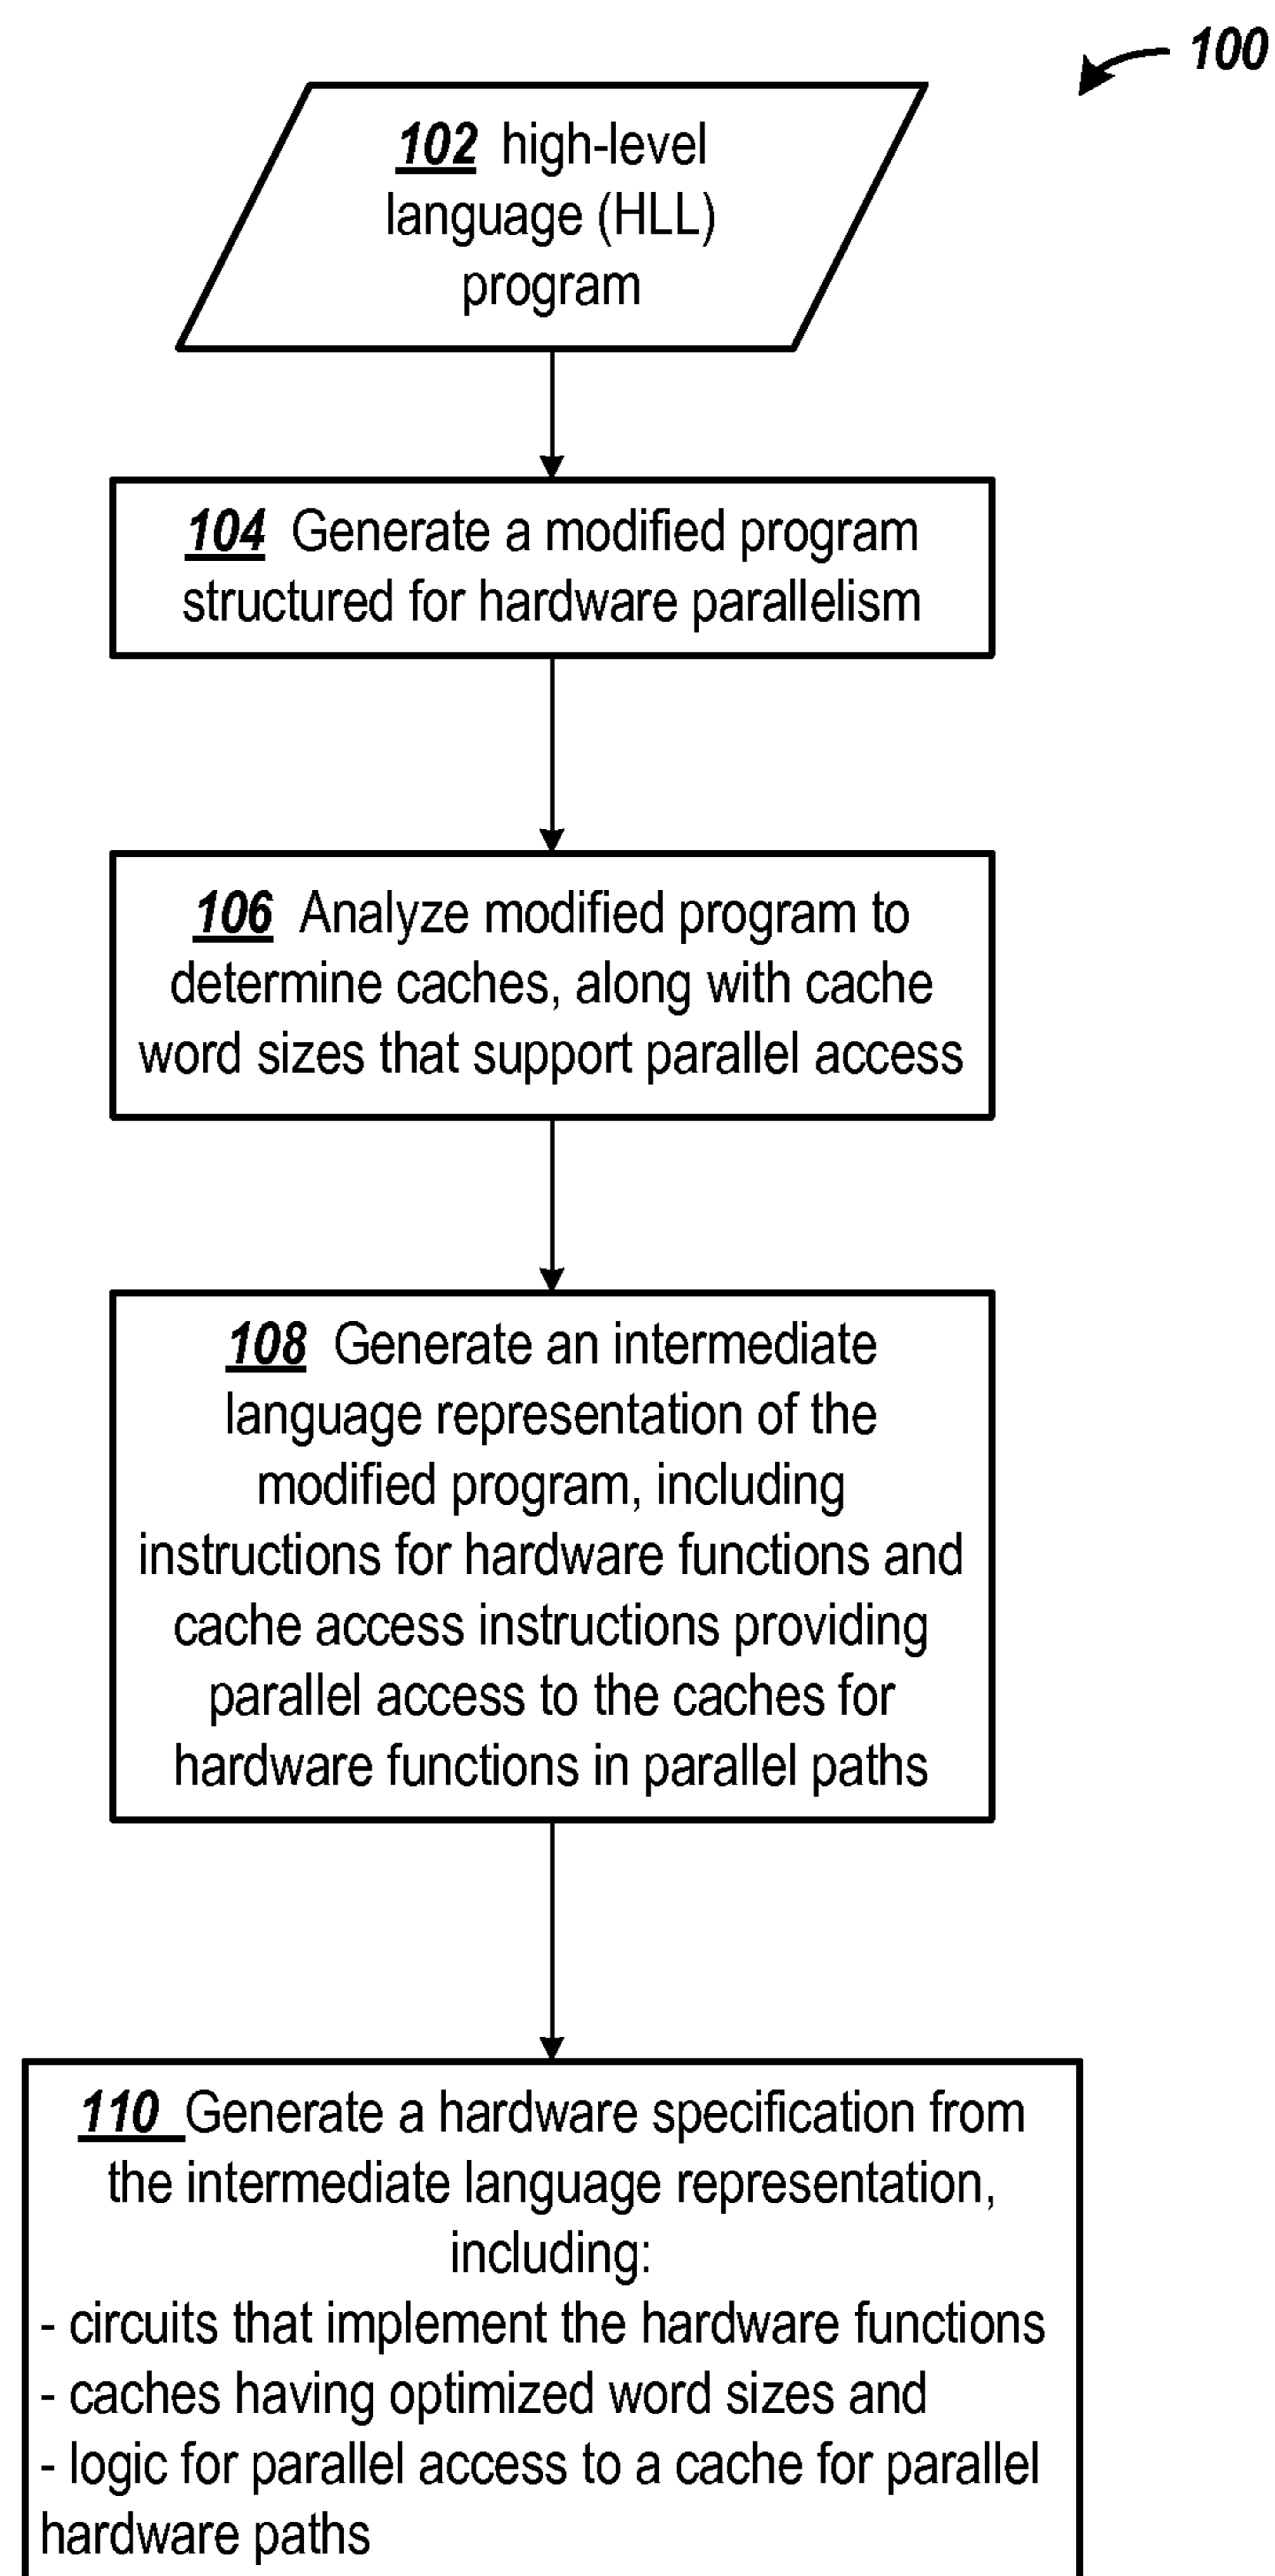 100
102 high-level
language (HLL)
program
104 Generate a modified program
structured for hardware parallelism
106 Analyze modified program to
determine caches, along with cache
word sizes that support parallel access
108 Generate an intermediate
language representation of the
modified program, including
instructions for hardware functions and
cache access instructions providing
parallel access to the caches for
hardware functions in parallel paths
110 Generate a hardware specification from
the intermediate language representation,
including:
- circuits that implement the hardware functions
- caches having optimized word sizes and
- logic for parallel access to a cache for parallel
hardware paths